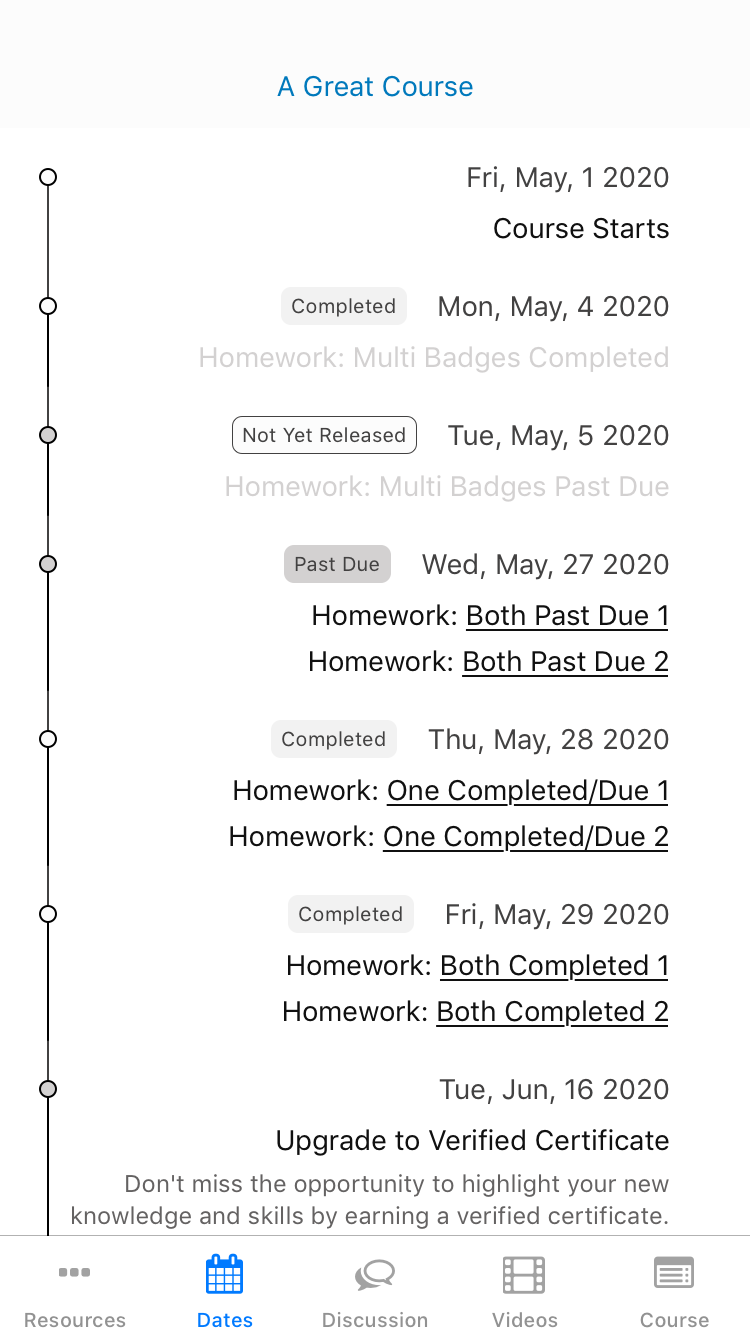 A Great Course
Fri, May, 1 2020
Course Starts
Completed Mon, May, 4 2020
Homework: Multi Badges Completed
Not Yet Released Tue, May, 5 2020
Homework: Multi Badges Past Due
Past Due Wed, May, 27 2020
Homework: Both Past Due 1
Homework: Both Past Due 2
Completed Thu, May, 28 2020
Homework: One Completed/Due 1
Homework: One Completed/Due 2
Completed Fri, May, 29 2020
Homework: Both Completed 1
Homework: Both Completed 2
Tue, Jun, 16 2020
Upgrade to Verified Certificate
Don't miss the opportunity to highlight your new
knowledge and skills by earning a verified certificate.
Resources Dates Discussion Videos Course